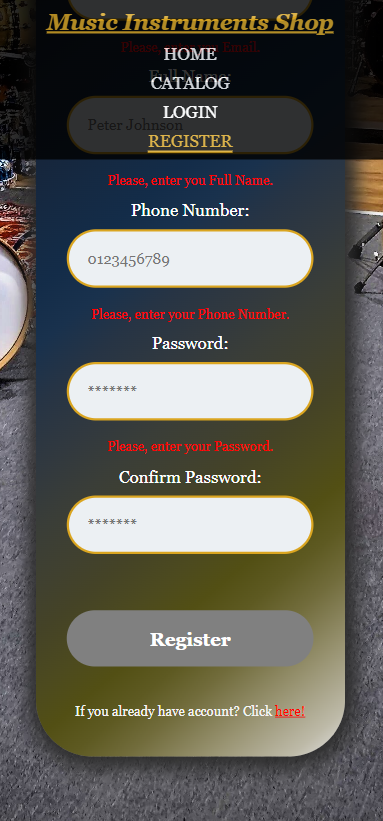 Music Instruments Shop
Please, enter your Email.
HOME
Full Name:
CATALOG
LOGIN
Peter Johnson
REGISTER
Please, enter you Full Name.
Phone Number:
0123456789
Please, enter your Phone Number.
Password:
*******
Please, enter your Password.
Confirm Password:
*******
Register
If you already have account? Click here!